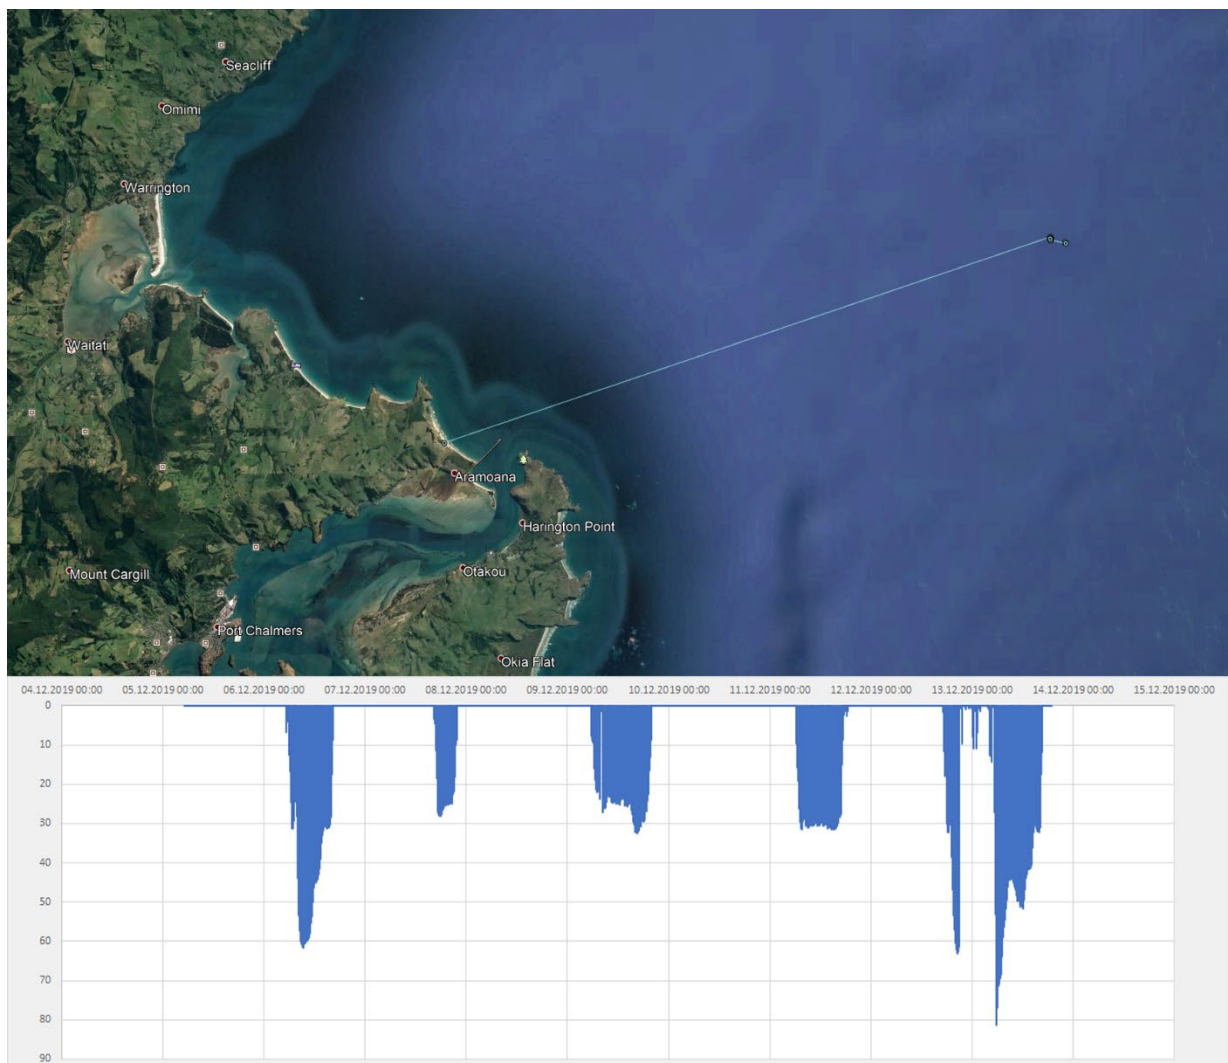 Seacliff
Omimi
Warrington
Waitati
Aramoana
Harington Point
Mount Cargill
Otakou
Port Chalmers
Okia Flat
04.12.2019 00:00 05.12.2019 00:00 06.12.2019 00:00 07.12.2019 00:00 08.12.2019 00:00 09.12.2019 00:00 10.12.2019 00:00 11.12.2019 00:00 12.12.2019 00:00 13.12.2019 00:00 14.12.2019 00:00 15.12.2019 00:00
0
10
20
30
40
50
60
70
80
90